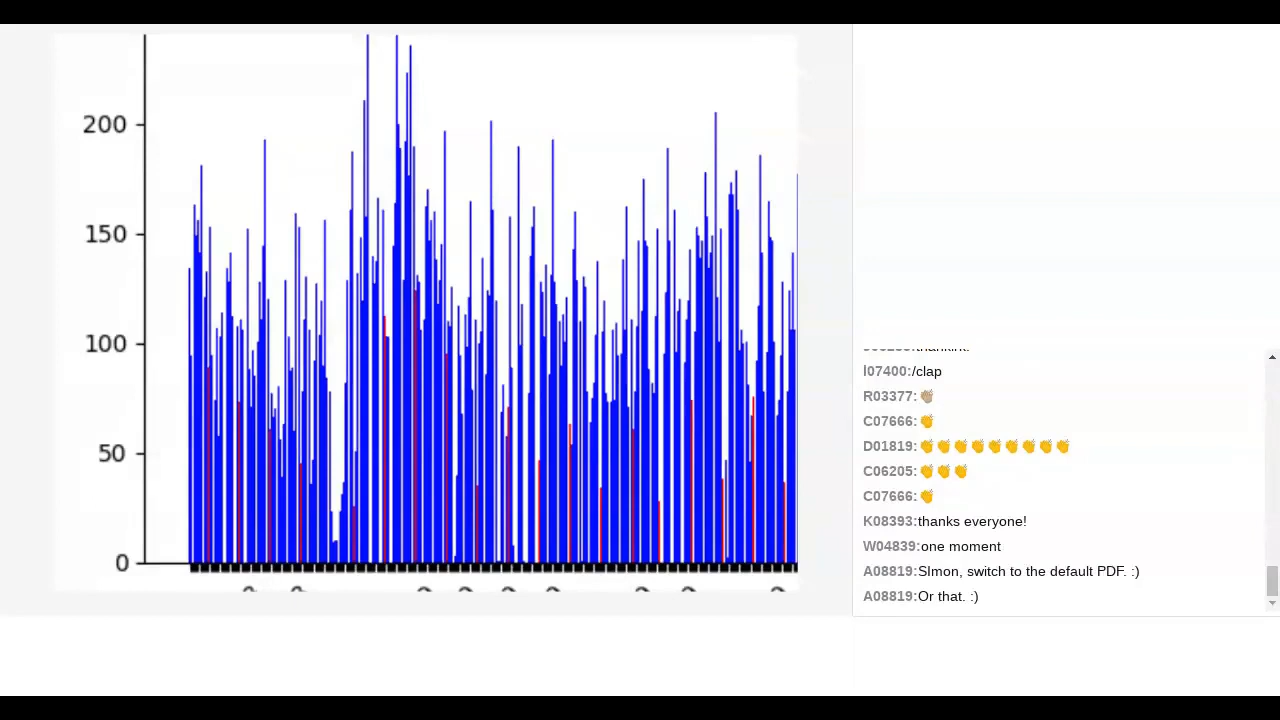 200
150
100
50
0
l07400:/clap
R03377:👏🏽
C07666:👏
D01819:👏👏👏👏👏👏👏👏👏
C06205:👏👏👏
C07666:👏
K08393:thanks everyone!
W04839:one moment
A08819:SImon, switch to the default PDF. :)
A08819:Or that. :)